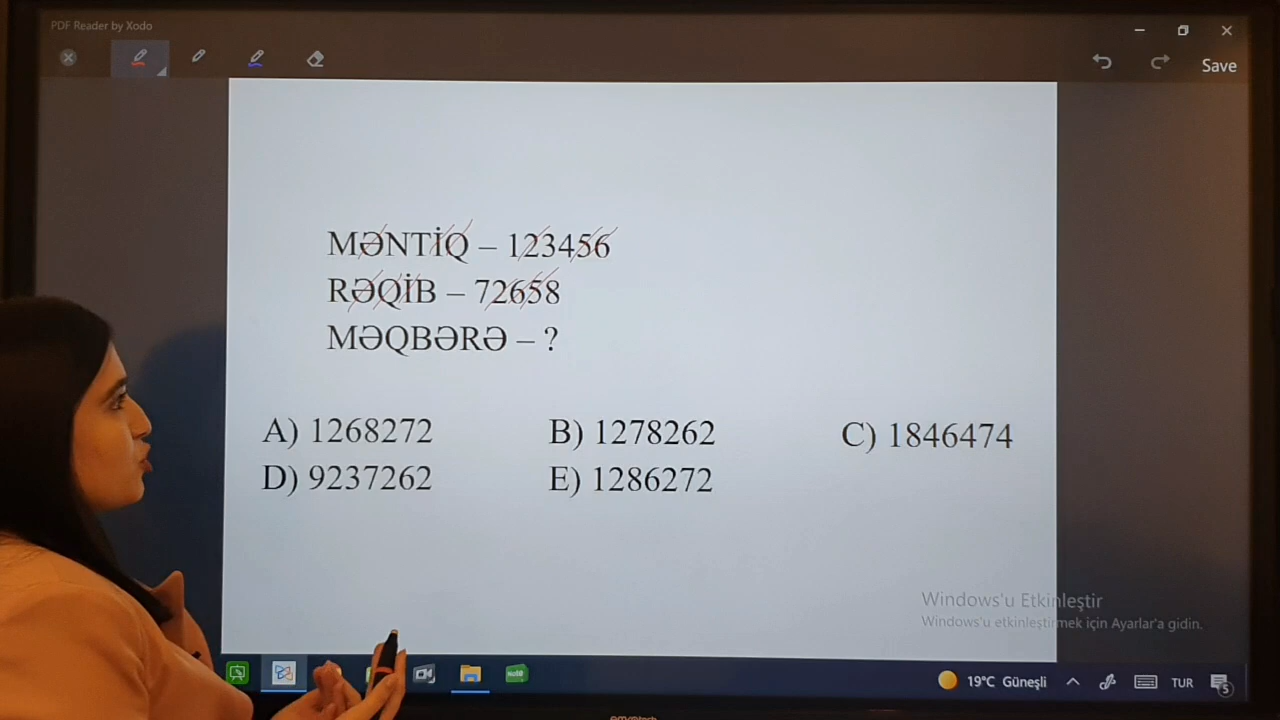 PDF Reader by Xodo
Save
MƏNTİQ – 123456
RƏQİB – 72658
MƏQBƏRƏ – ?
A) 1268272 B) 1278262 C) 1846474
D) 9237262 E) 1286272
Windows'u Etkinleştir
Windows'u etkinleştirmek için Ayarlar'a gidin.
19°C Güneşli TUR 5